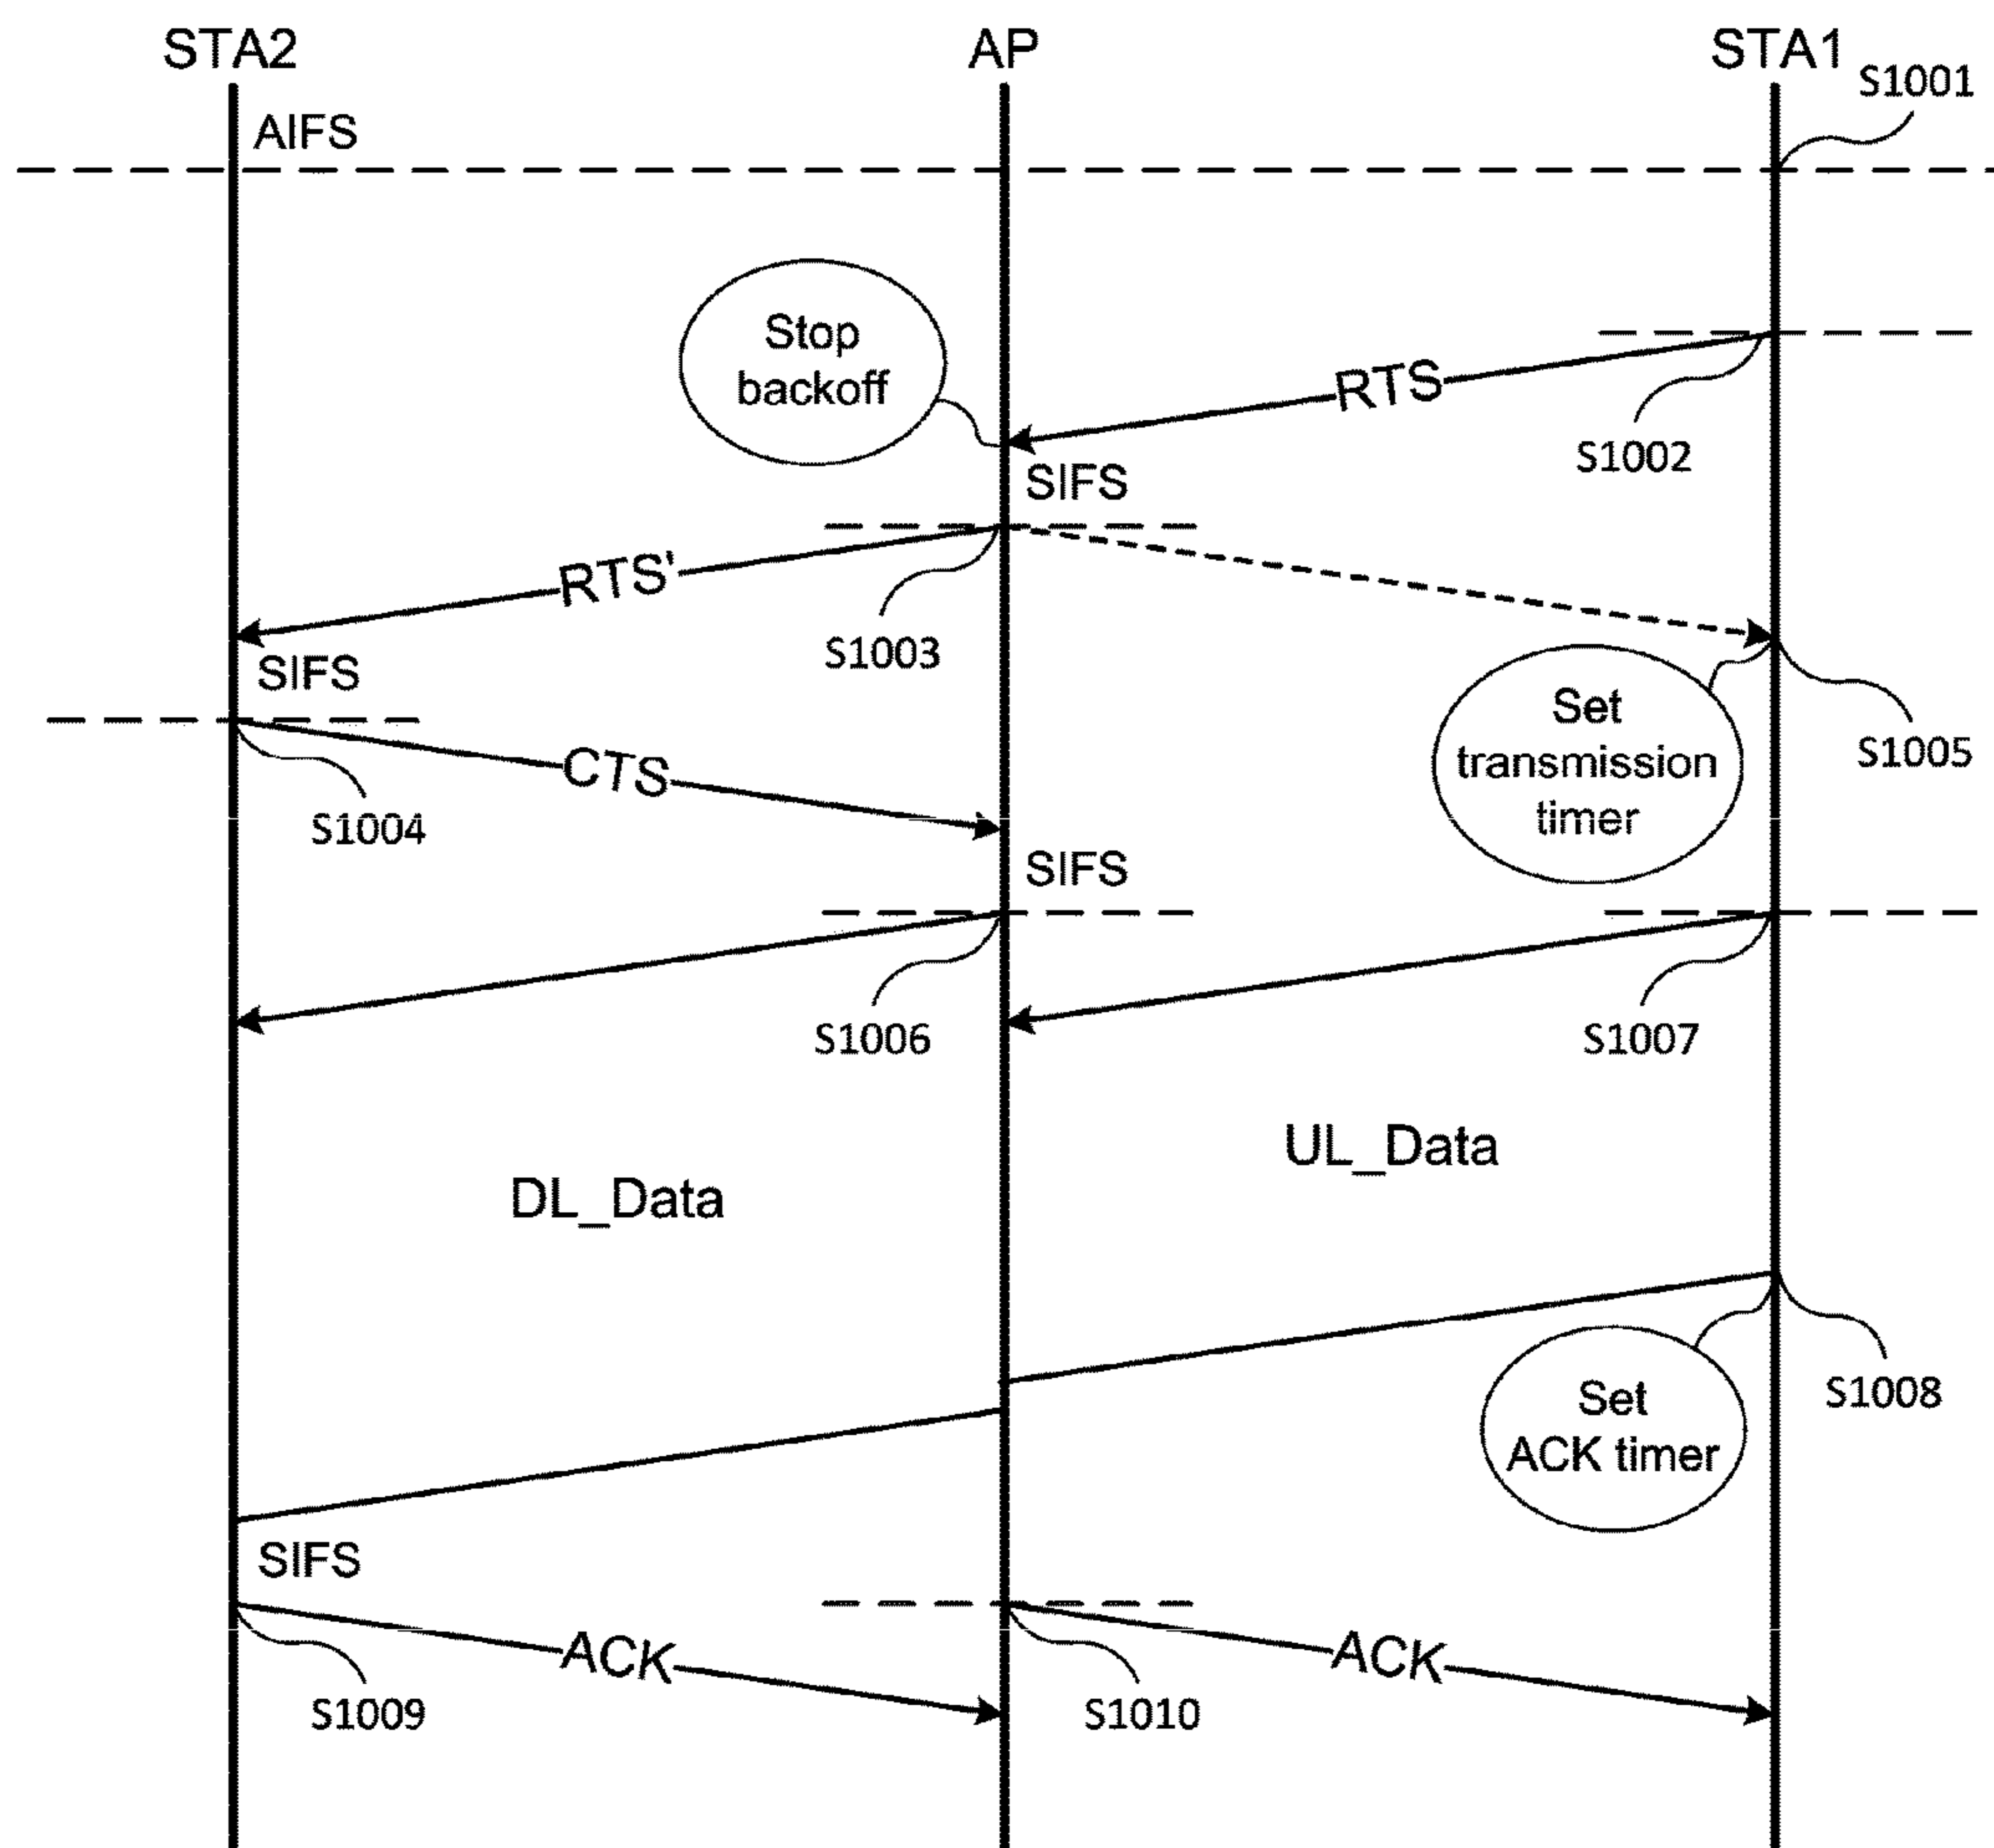 STA2
AP
STA1
S1001
AIFS
Stop
backoff
RTS
S1002
SIFS
RTS'
S1003
SIFS
Set
transmission
timer
S1005
CTS
S1004
SIFS
S1006
S1007
UL_Data
DL_Data
Set
ACK timer
S1008
SIFS
ACK
ACK
S1009
S1010